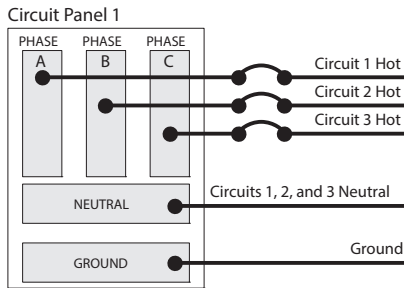 Circuit Panel 1
PHASE PHASE PHASE
A B C
Circuit 1 Hot
Circuit 2 Hot
Circuit 3 Hot
NEUTRAL
Circuits 1, 2, and 3 Neutral
GROUND
Ground